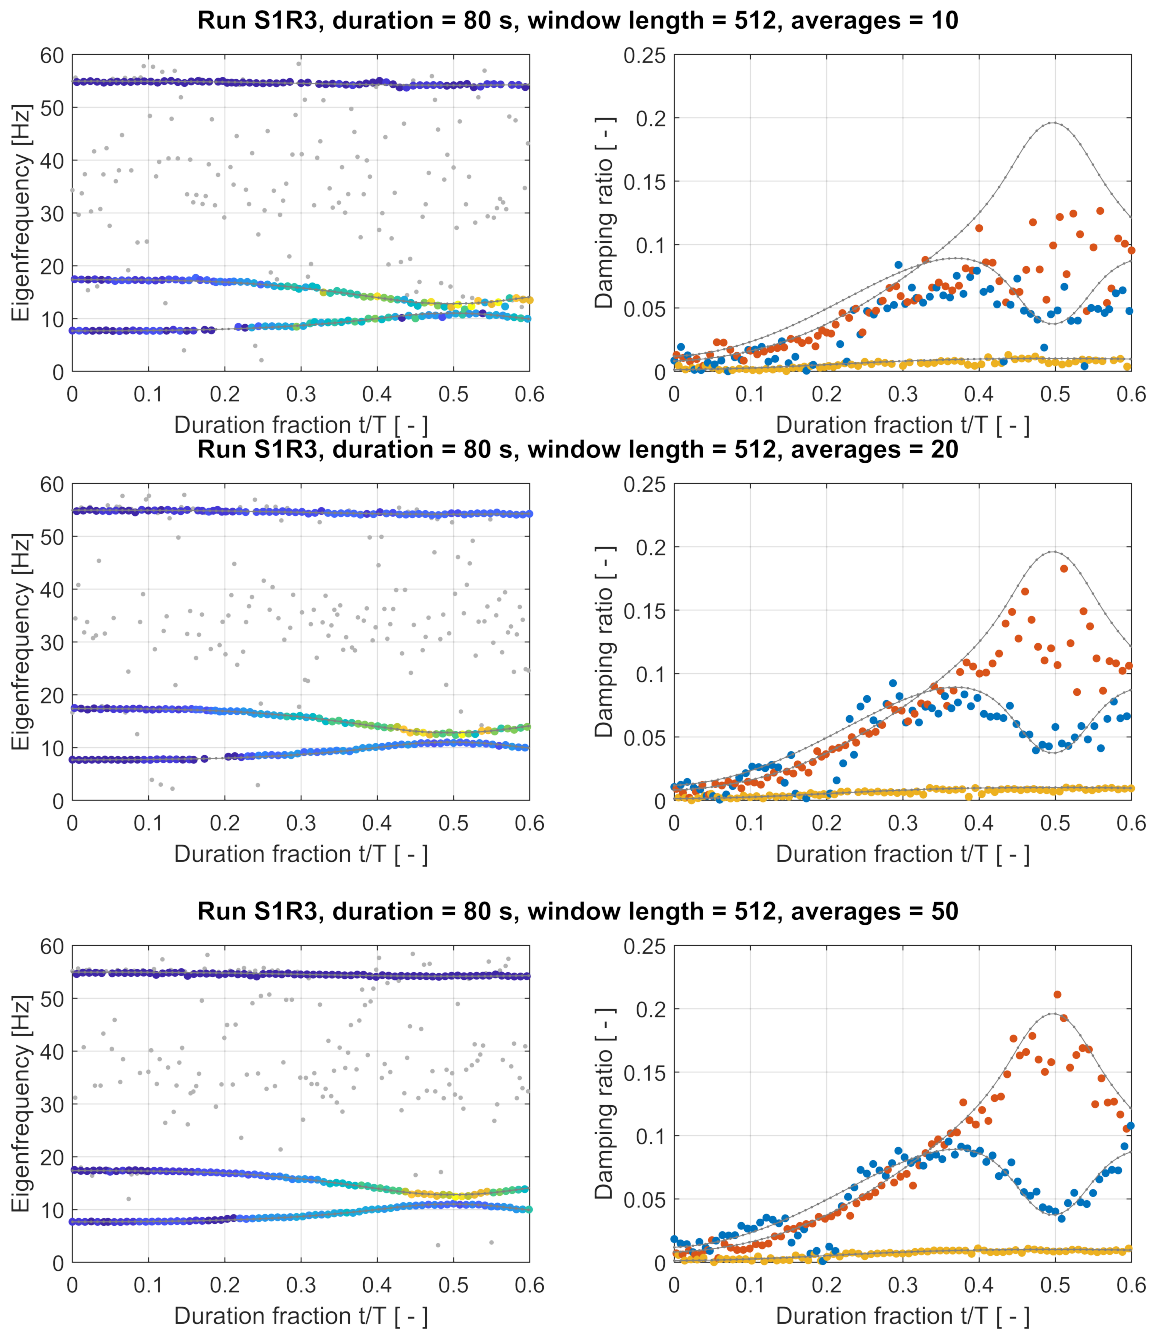 Run S1R3, duration = 80 s, window length = 512, averages = 10
Eigenfrequency [Hz]
60
50
40
30
20
10
0
0 0.1 0.2 0.3 0.4 0.5 0.6
Duration fraction t/T [ - ]
Damping ratio [ - ]
0.25
0.2
0.15
0.1
0.05
0
0 0.1 0.2 0.3 0.4 0.5 0.6
Duration fraction t/T [ - ]
Run S1R3, duration = 80 s, window length = 512, averages = 20
Eigenfrequency [Hz]
60
50
40
30
20
10
0
0 0.1 0.2 0.3 0.4 0.5 0.6
Duration fraction t/T [ - ]
Damping ratio [ - ]
0.25
0.2
0.15
0.1
0.05
0
0 0.1 0.2 0.3 0.4 0.5 0.6
Duration fraction t/T [ - ]
Run S1R3, duration = 80 s, window length = 512, averages = 50
Eigenfrequency [Hz]
60
50
40
30
20
10
0
0 0.1 0.2 0.3 0.4 0.5 0.6
Duration fraction t/T [ - ]
Damping ratio [ - ]
0.25
0.2
0.15
0.1
0.05
0
0 0.1 0.2 0.3 0.4 0.5 0.6
Duration fraction t/T [ - ]